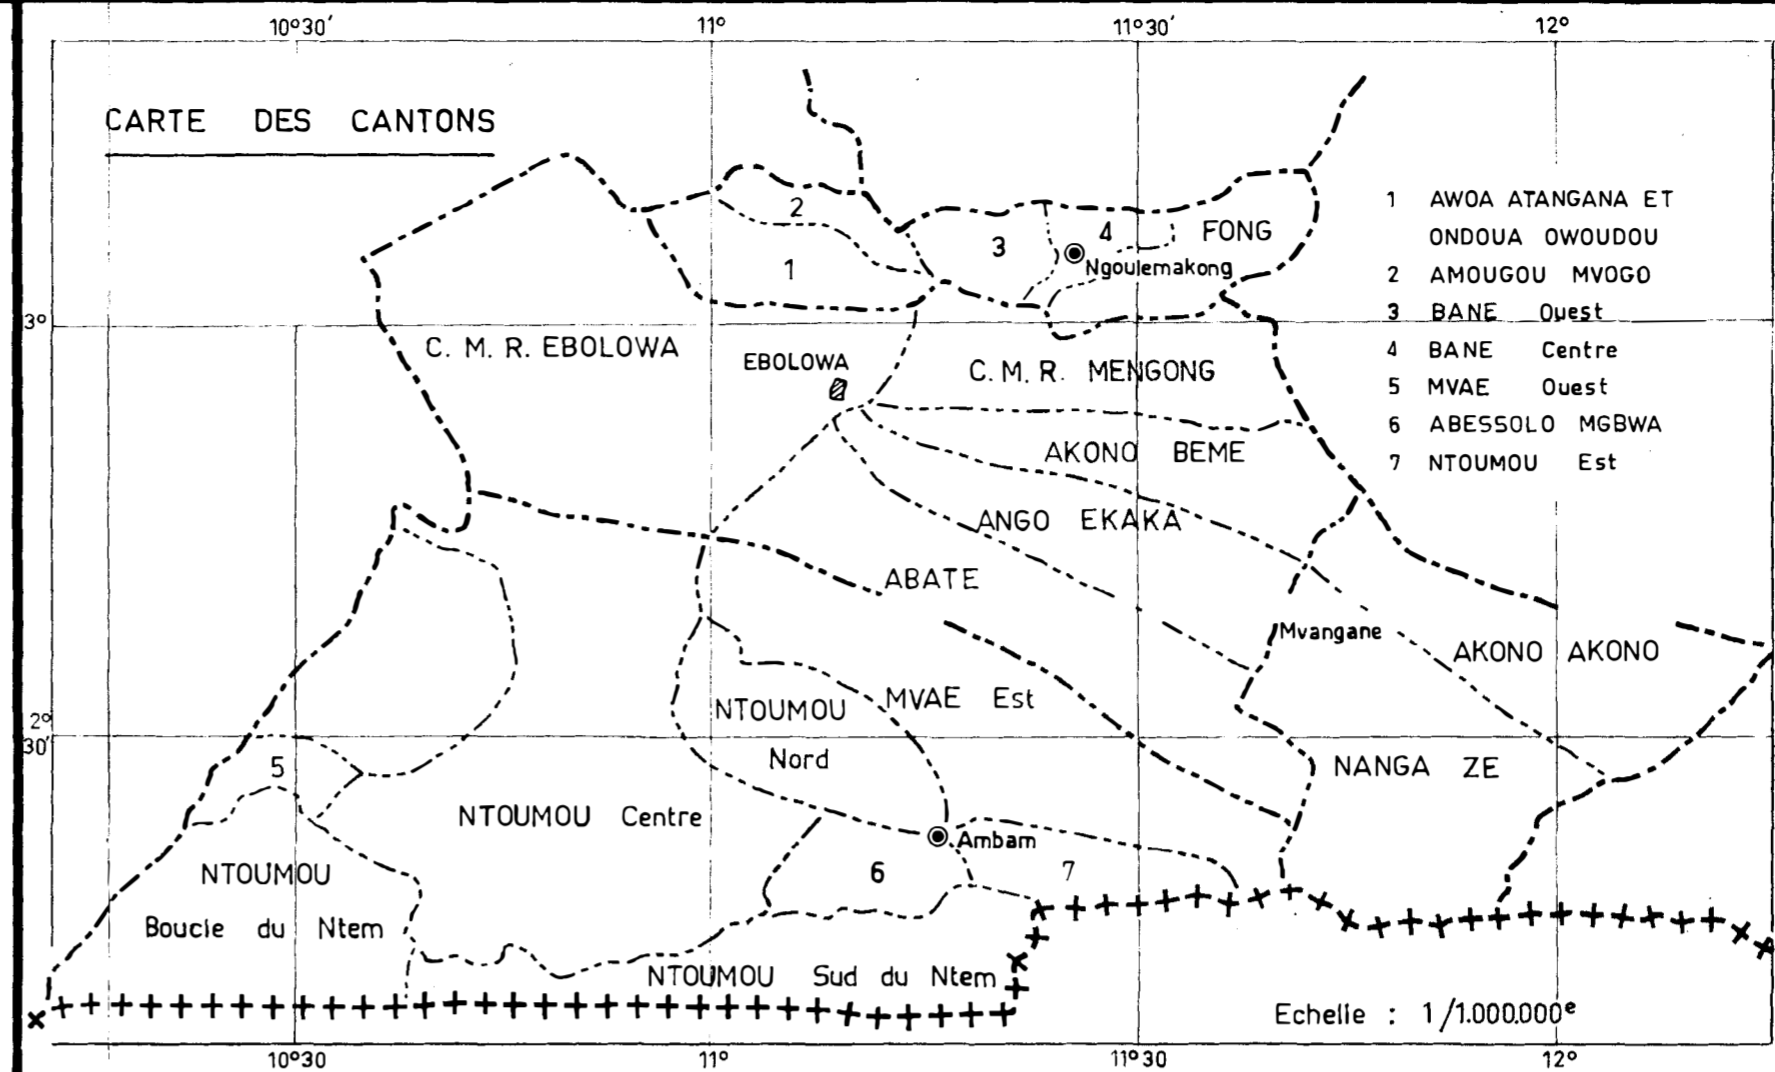 10°30' 11° 11°30' 12°
CARTE DES CANTONS
1 AWOA ATANGANA ET
ONDOUA OWOUDOU
2 AMOUGOU MVOGO
3 BANE Ouest
4 BANE Centre
5 MVAE Ouest
6 ABESSOLO MGBWA
7 NTOUMOU Est
2
1
3
4
FONG
Ngoulemakong
3°
C. M. R. EBOLOWA
EBOLOWA
C. M. R. MENGONG
AKONO BEME
ANGO EKAKA
ABATE
Mvangane
AKONO AKONO
MVAE Est
NTOUMOU
Nord
2°
30'
5
NANGA ZE
NTOUMOU Centre
Ambam
6
7
NTOUMOU
Boucle du Ntem
NTOUMOU Sud du Ntem
Echelle : 1/1.000.000e
10°30 11° 11°30 12°